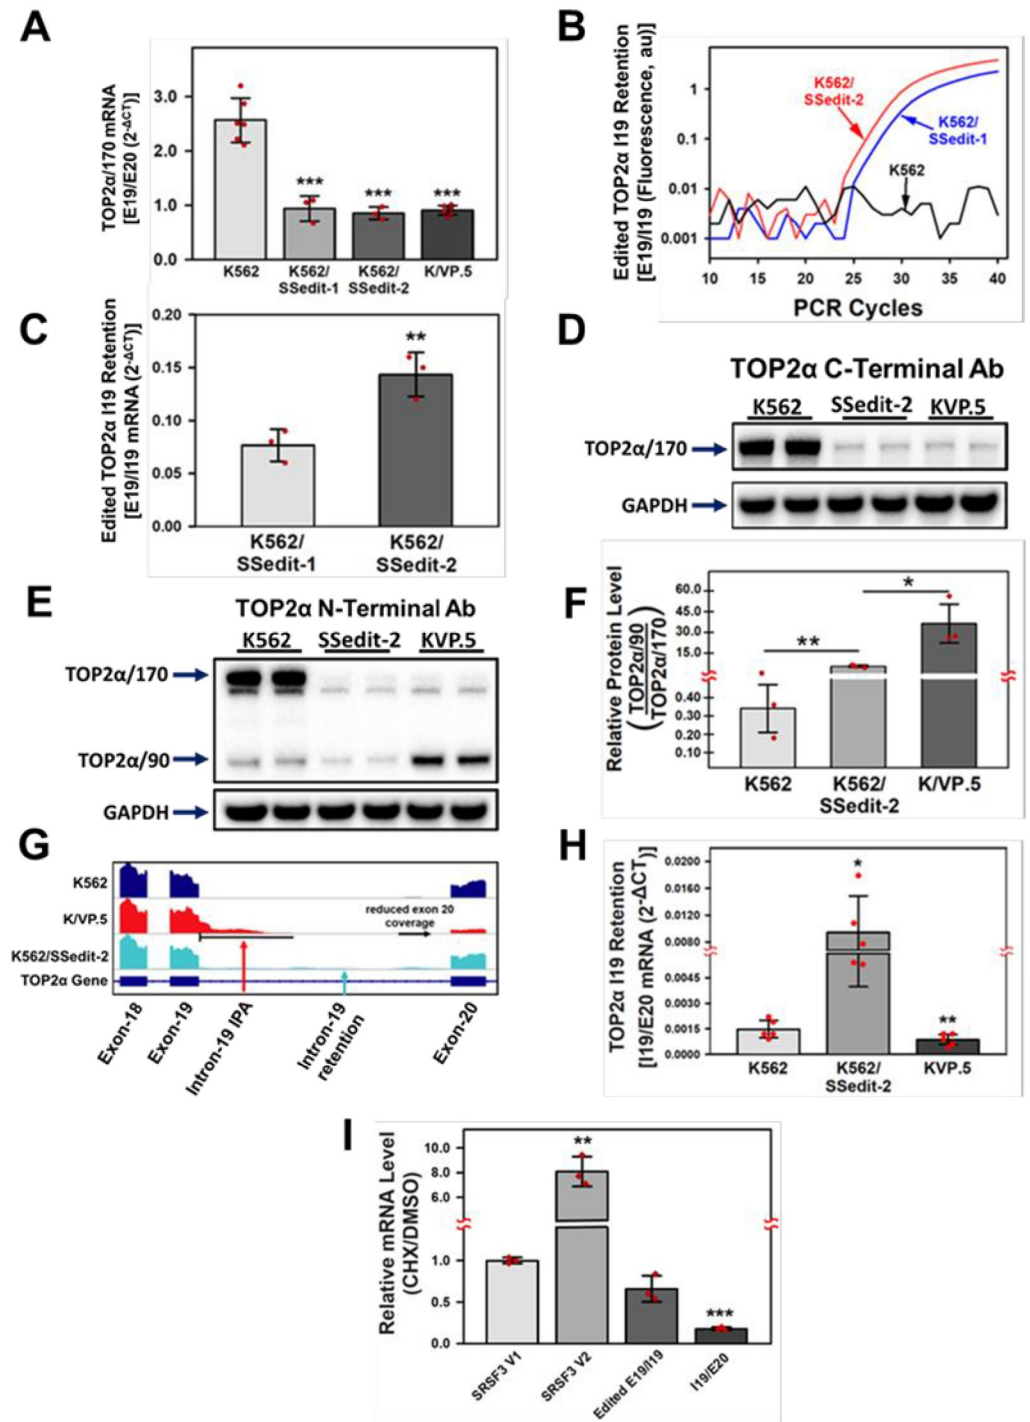 A
TOP2α/170 mRNA
[E19/E20 (2-ΔCT)]
3.0
2.0
1.0
0.0
***
***
***
K562
K562/
SSedit-1
K562/
SSedit-2
K/VP.5
B
Edited TOP2α I19 Retention
[E19/I19 (Fluorescence, au)]
1
0.1
0.01
0.001
K562/
SSedit-2
K562/
SSedit-1
K562
10
15
20
25
30
35
40
PCR Cycles
C
Edited TOP2α I19 Retention
[E19/I19 mRNA (2-ΔCT)]
0.20
0.15
0.10
0.05
0.00
**
K562/
SSedit-1
K562/
SSedit-2
D
TOP2α C-Terminal Ab
K562 SSedit-2 KVP.5
TOP2α/170
GAPDH
E
TOP2α N-Terminal Ab
K562 SSedit-2 KVP.5
TOP2α/170
TOP2α/90
GAPDH
F
Relative Protein Level
(TOP2α/90
TOP2α/170)
60.0
45.0
30.0
15.0
0.40
0.30
0.20
0.10
**
*
K562
K562/
SSedit-2
K/VP.5
G
K562
K/VP.5
K562/SSedit-2
TOP2α Gene
reduced exon 20
coverage
Exon-18
Exon-19
Intron-19 IPA
Intron-19
retention
Exon-20
H
TOP2α I19 Retention
[I19/E20 mRNA (2-ΔCT)]
0.0200
0.0160
0.0120
0.0080
0.0045
0.0030
0.0015
0.0000
*
**
K562
K562/
SSedit-2
KVP.5
I
Relative mRNA Level
(CHX/DMSO)
10.0
8.0
6.0
1.0
0.5
0.0
**
***
SRSF3 V1
SRSF3 V2
Edited E19/I19
I19/E20